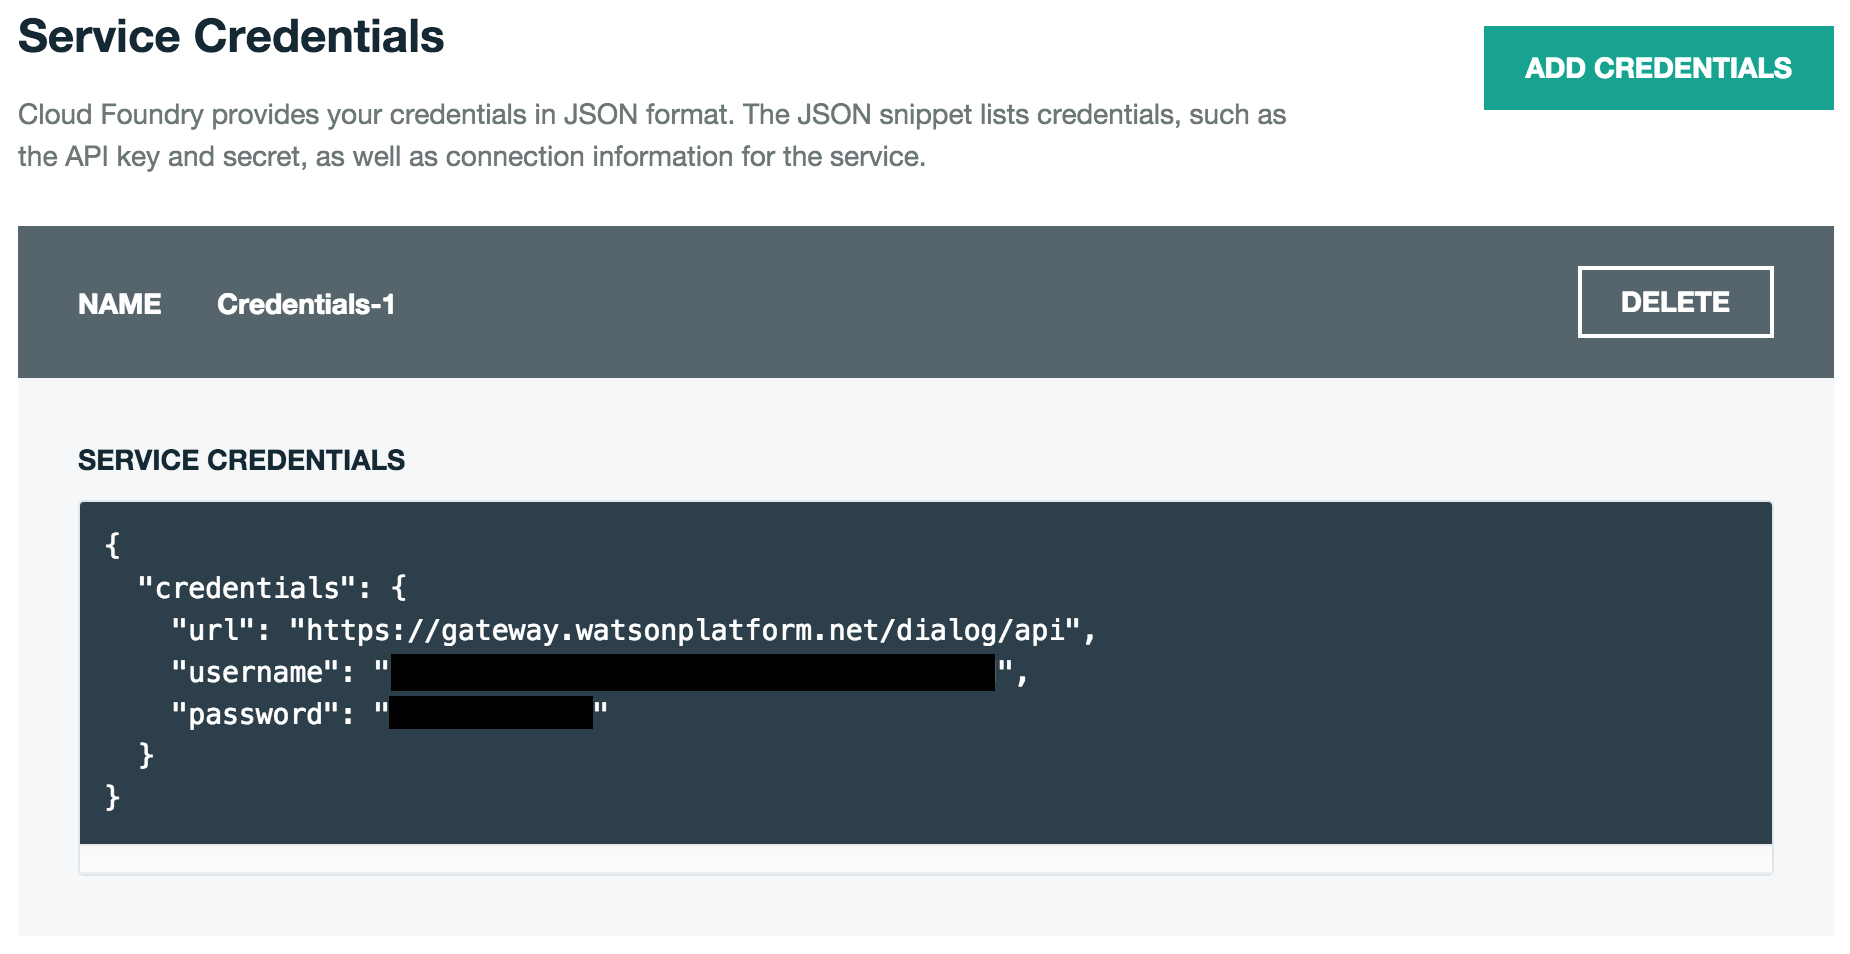 Service Credentials
ADD CREDENTIALS
Cloud Foundry provides your credentials in JSON format. The JSON snippet lists credentials, such as
the API key and secret, as well as connection information for the service.
NAME Credentials-1
DELETE
SERVICE CREDENTIALS
{
  "credentials": {
    "url": "https://gateway.watsonplatform.net/dialog/api",
    "username": "",
    "password": ""
  }
}